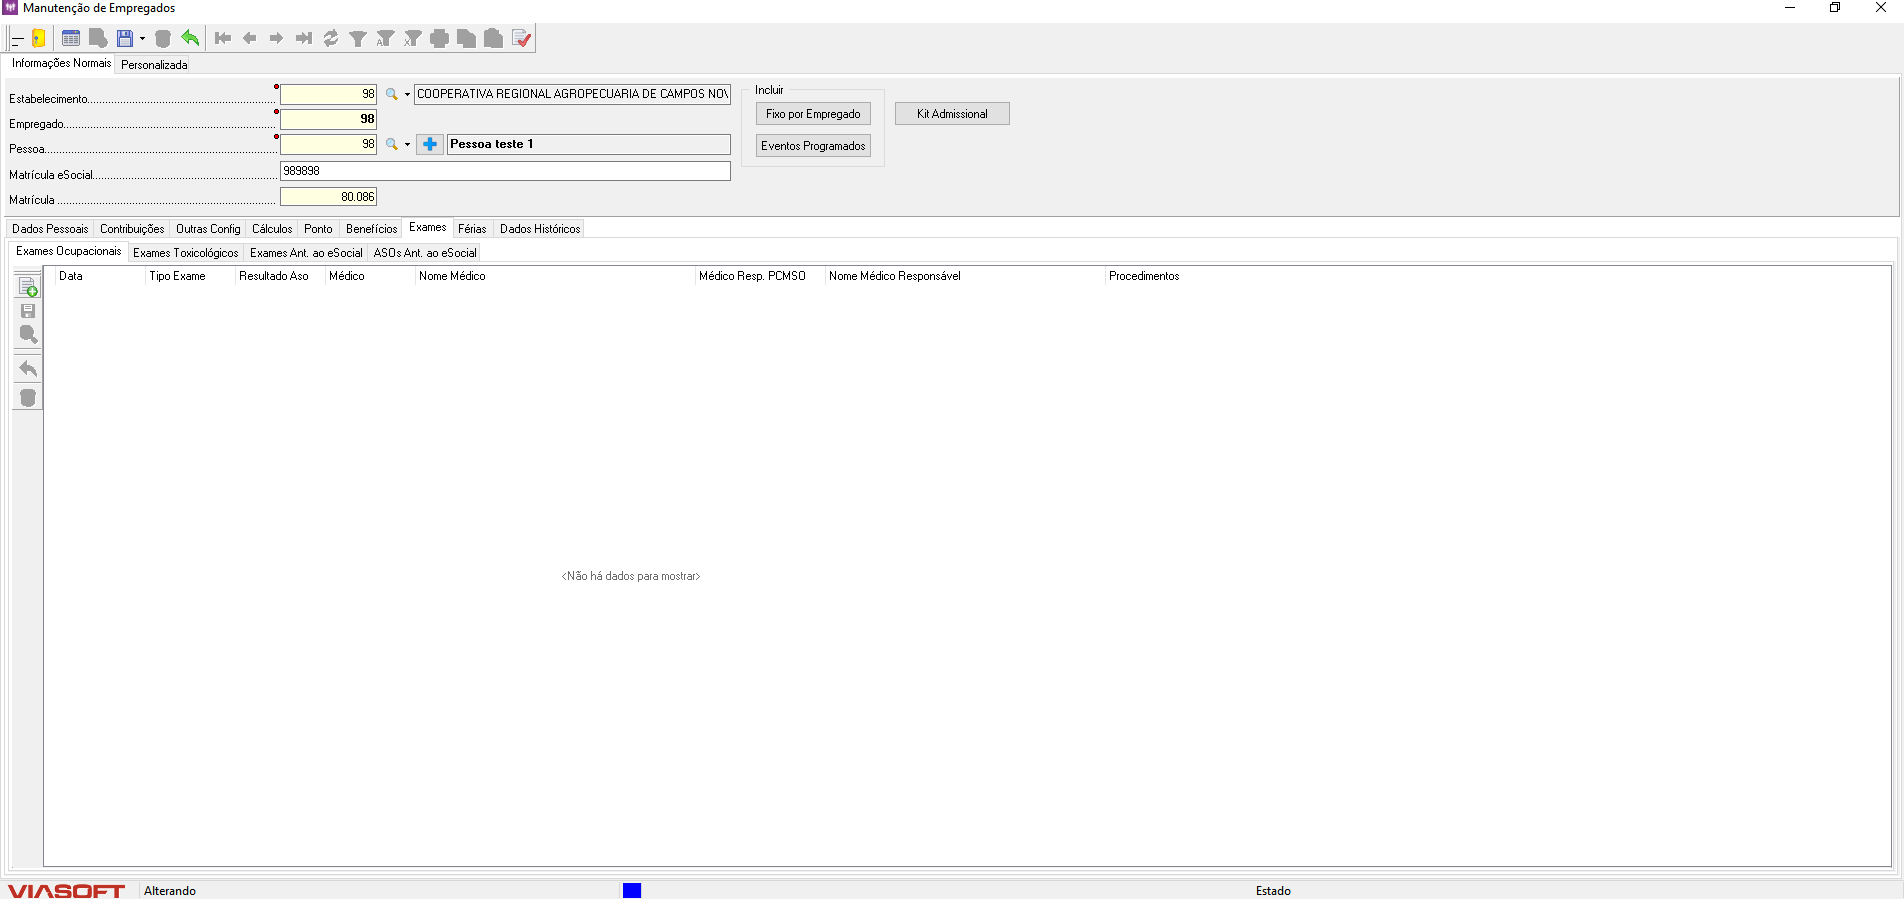 Manutenção de Empregados
Informações Normais Personalizada
Estabelecimento 98 COOPERATIVA REGIONAL AGROPECUARIA DE CAMPOS NOV
Incluir
Fixo por Empregado Kit Admissional
Empregado 98
Pessoa 98 Pessoa teste 1
Eventos Programados
Matrícula eSocial 989898
Matrícula 80.086
Dados Pessoais Contribuições Outras Config Cálculos Ponto Benefícios Exames Férias Dados Históricos
Exames Ocupacionais Exames Toxicológicos Exames Ant. ao eSocial ASOs Ant. ao eSocial
Data Tipo Exame Resultado Aso Médico Nome Médico Médico Resp. PCMSO Nome Médico Responsável Procedimentos
<Não há dados para mostrar>
VIASOFT Alterando Estado